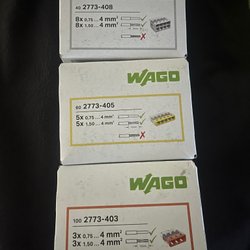 40 2773-408
8x 0,75 ... 4 mm²
8x 1,50 ... 4 mm²
WAGO
60 2773-405
5x 0,75 ... 4 mm²
5x 1,50 ... 4 mm²
WAGO
100 2773-403
3x 0,75 ... 4 mm²
3x 1,50 ... 4 mm²